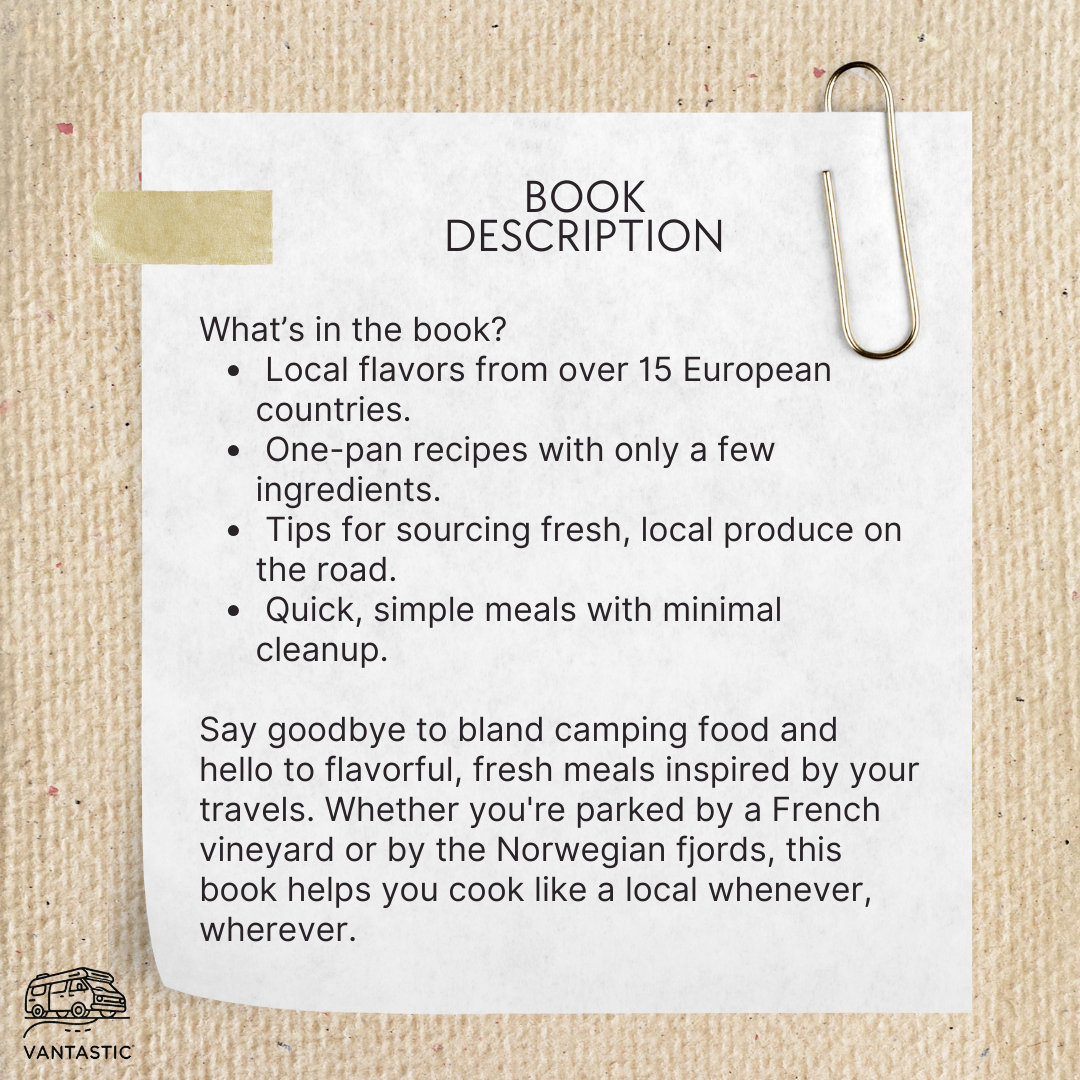 BOOK
DESCRIPTION
What’s in the book?
• Local flavors from over 15 European
countries.
• One-pan recipes with only a few
ingredients.
• Tips for sourcing fresh, local produce on
the road.
• Quick, simple meals with minimal
cleanup.
Say goodbye to bland camping food and
hello to flavorful, fresh meals inspired by your
travels. Whether you're parked by a French
vineyard or by the Norwegian fjords, this
book helps you cook like a local whenever,
wherever.
VANTASTIC